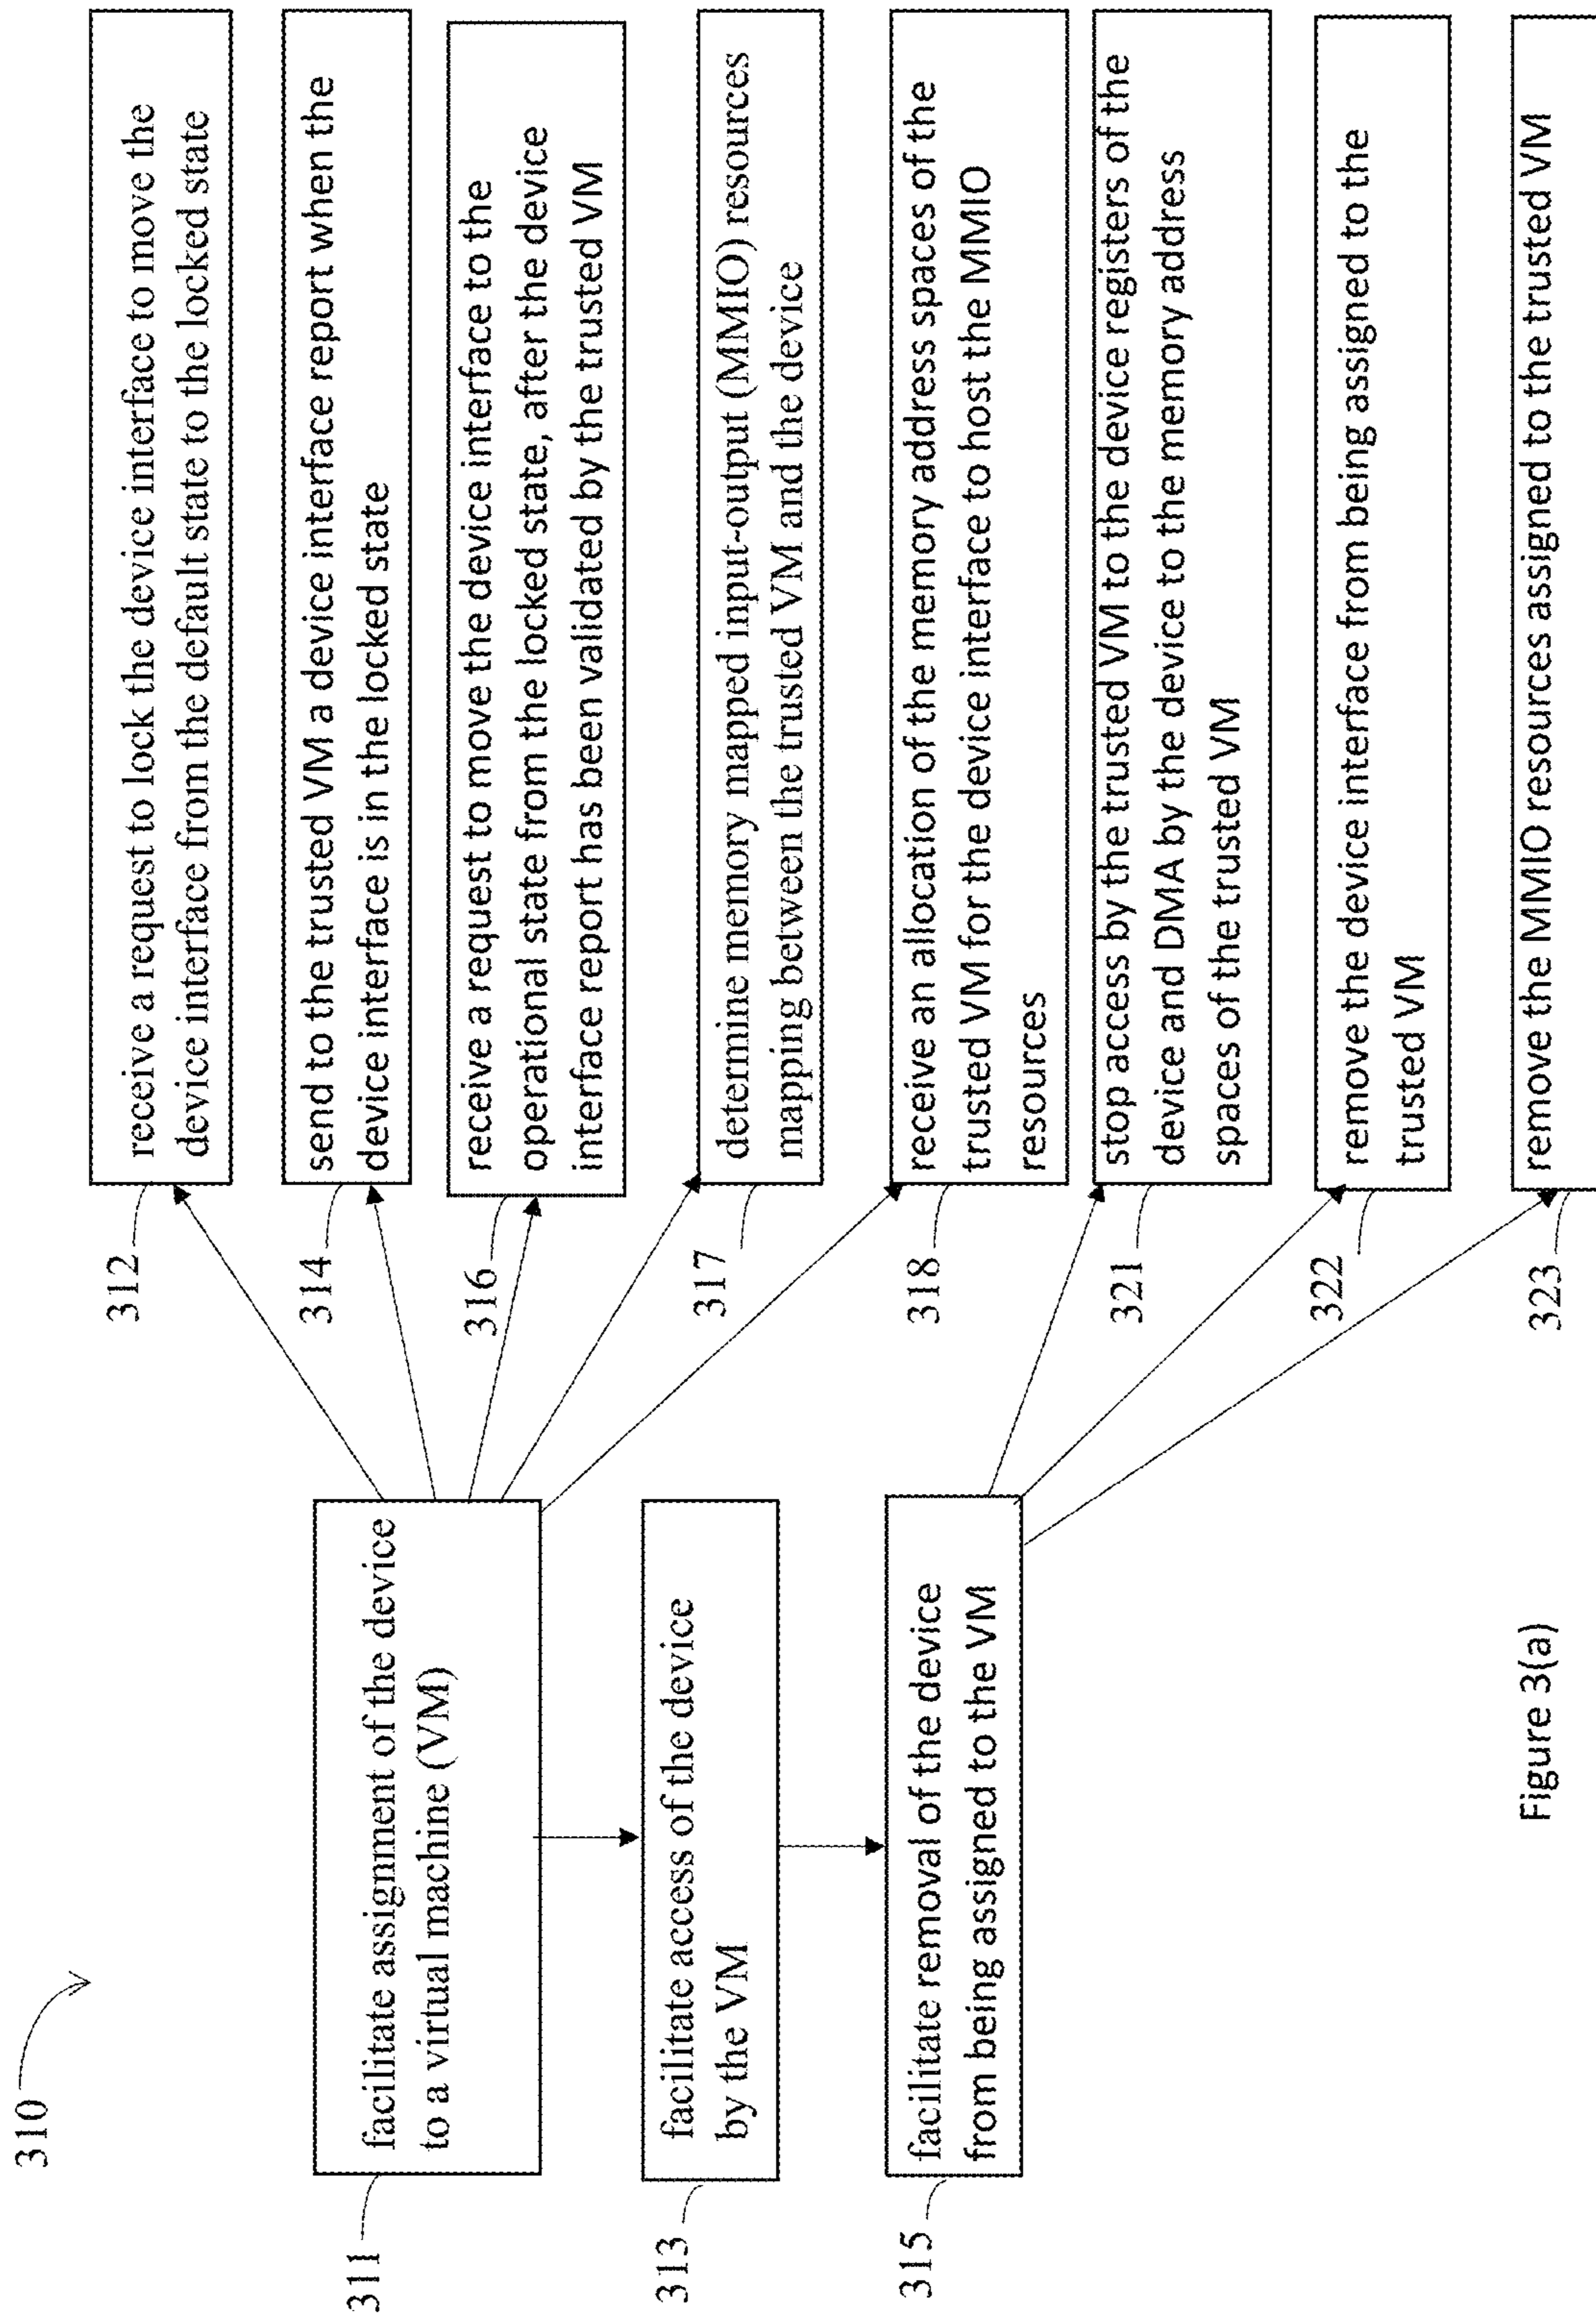 310
311
facilitate assignment of the device
to a virtual machine (VM)
313
facilitate access of the device
by the VM
315
facilitate removal of the device
from being assigned to the VM
312
receive a request to lock the device interface to move the
device interface from the default state to the locked state
314
send to the trusted VM a device interface report when the
device interface is in the locked state
316
receive a request to move the device interface to the
operational state from the locked state, after the device
interface report has been validated by the trusted VM
317
determine memory mapped input-output (MMIO) resources
mapping between the trusted VM and the device
318
receive an allocation of the memory address spaces of the
trusted VM for the device interface to host the MMIO
resources
321
stop access by the trusted VM to the device registers of the
device and DMA by the device to the memory address
spaces of the trusted VM
322
remove the device interface from being assigned to the
trusted VM
323
remove the MMIO resources assigned to the trusted VM
Figure 3(a)